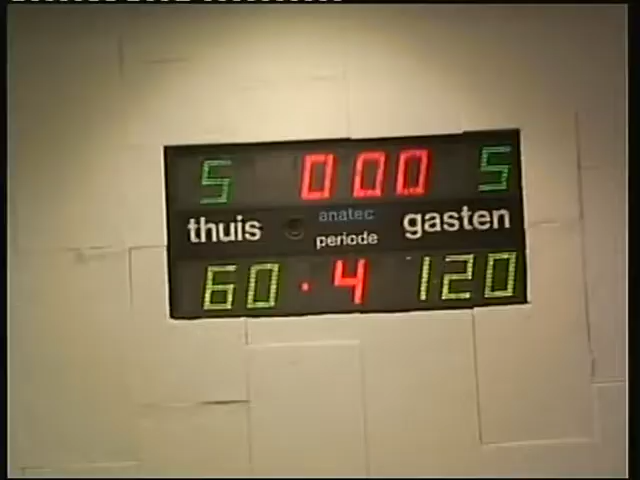 5 000 5
thuis anatec gasten
periode
60 · 4 120